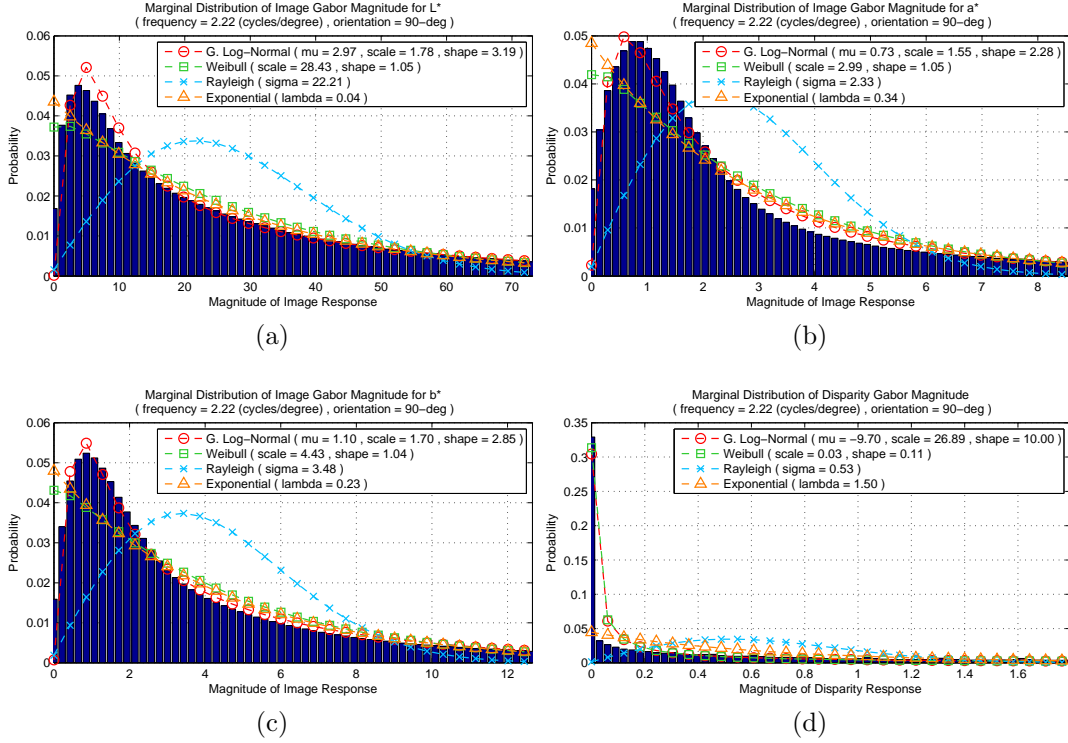 Marginal Distribution of Image Gabor Magnitude for L*
( frequency = 2.22 (cycles/degree) , orientation = 90−deg )
G. Log−Normal ( mu = 2.97 , scale = 1.78 , shape = 3.19 )
Weibull ( scale = 28.43 , shape = 1.05 )
Rayleigh ( sigma = 22.21 )
Exponential ( lambda = 0.04 )
Probability
0.06
0.05
0.04
0.03
0.02
0.01
0
0 10 20 30 40 50 60 70
Magnitude of Image Response
(a)
Marginal Distribution of Image Gabor Magnitude for a*
( frequency = 2.22 (cycles/degree) , orientation = 90−deg )
G. Log−Normal ( mu = 0.73 , scale = 1.55 , shape = 2.28 )
Weibull ( scale = 2.99 , shape = 1.05 )
Rayleigh ( sigma = 2.33 )
Exponential ( lambda = 0.34 )
Probability
0.05
0.04
0.03
0.02
0.01
0
0 1 2 3 4 5 6 7 8
Magnitude of Image Response
(b)
Marginal Distribution of Image Gabor Magnitude for b*
( frequency = 2.22 (cycles/degree) , orientation = 90−deg )
G. Log−Normal ( mu = 1.10 , scale = 1.70 , shape = 2.85 )
Weibull ( scale = 4.43 , shape = 1.04 )
Rayleigh ( sigma = 3.48 )
Exponential ( lambda = 0.23 )
Probability
0.06
0.05
0.04
0.03
0.02
0.01
0
0 2 4 6 8 10 12
Magnitude of Image Response
(c)
Marginal Distribution of Disparity Gabor Magnitude
( frequency = 2.22 (cycles/degree) , orientation = 90−deg )
G. Log−Normal ( mu = −9.70 , scale = 26.89 , shape = 10.00 )
Weibull ( scale = 0.03 , shape = 0.11 )
Rayleigh ( sigma = 0.53 )
Exponential ( lambda = 1.50 )
Probability
0.35
0.3
0.25
0.2
0.15
0.1
0.05
0
0 0.2 0.4 0.6 0.8 1 1.2 1.4 1.6
Magnitude of Disparity Response
(d)